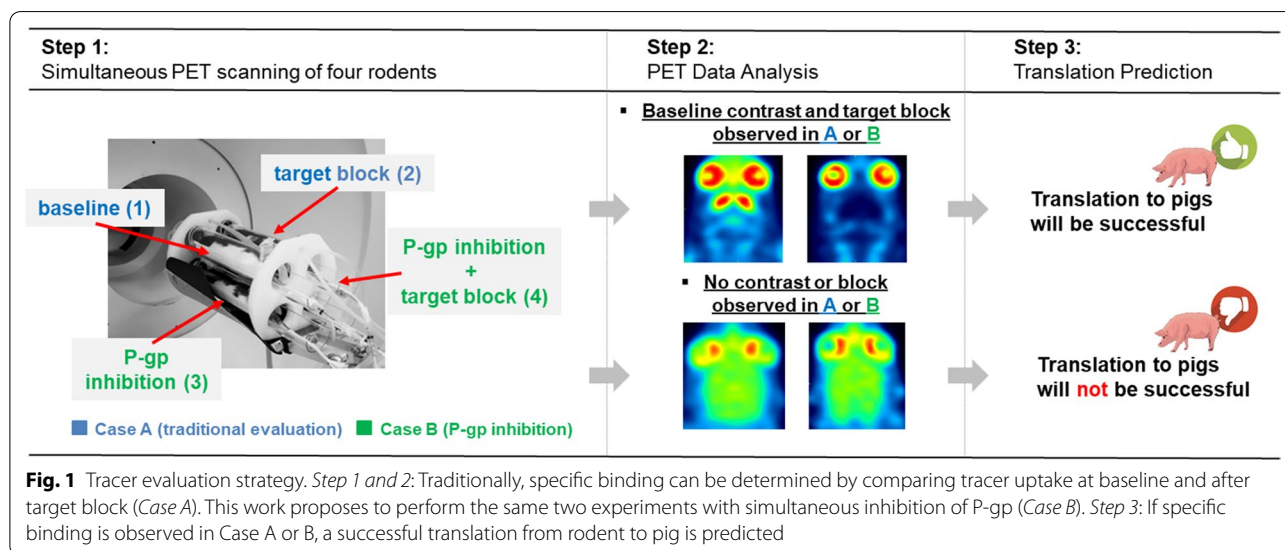 Step 1:
Simultaneous PET scanning of four rodents
Step 2:
PET Data Analysis
Step 3:
Translation Prediction
target block (2)
baseline (1)
P-gp inhibition
+
target block (4)
P-gp
inhibition (3)
Case A (traditional evaluation) Case B (P-gp inhibition)
▪ Baseline contrast and target block
observed in A or B
▪ No contrast or block
observed in A or B
Translation to pigs
will be successful
Translation to pigs
will not be successful
Fig. 1 Tracer evaluation strategy. Step 1 and 2: Traditionally, specific binding can be determined by comparing tracer uptake at baseline and after
target block (Case A). This work proposes to perform the same two experiments with simultaneous inhibition of P-gp (Case B). Step 3: If specific
binding is observed in Case A or B, a successful translation from rodent to pig is predicted